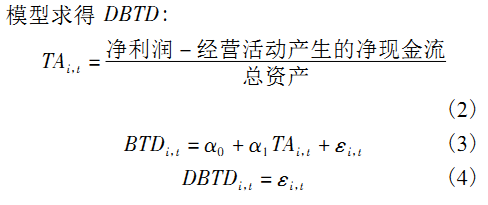 模型求得 DBTD:
TA_{i,t} = \frac{净利润-经营活动产生的净现金流}{总资产}
(2)
BTD_{i,t} = α_0 + α_1 TA_{i,t} + ε_{i,t} (3)
DBTD_{i,t} = ε_{i,t} (4)